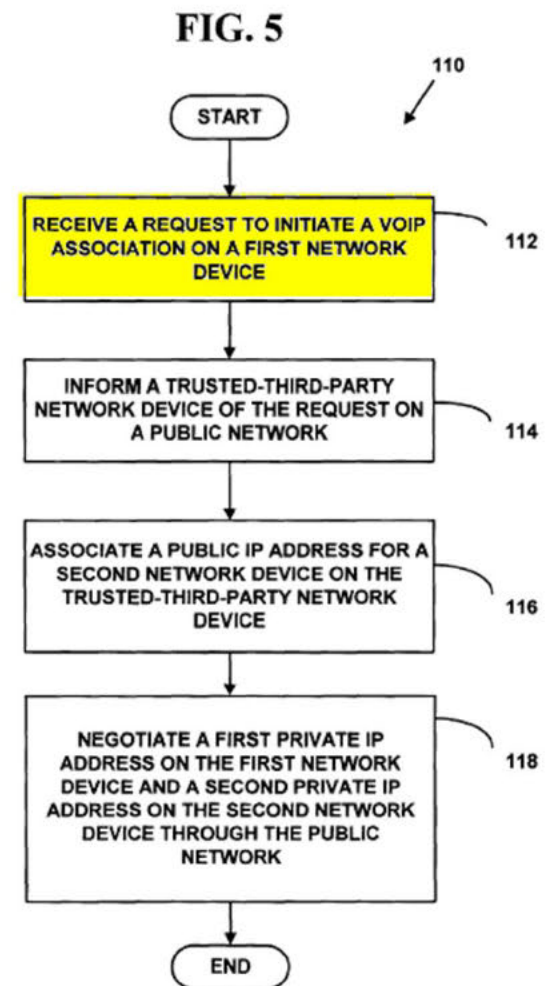 FIG. 5
110
START
RECEIVE A REQUEST TO INITIATE A VOIP
ASSOCIATION ON A FIRST NETWORK
DEVICE
112
INFORM A TRUSTED-THIRD-PARTY
NETWORK DEVICE OF THE REQUEST ON
A PUBLIC NETWORK
114
ASSOCIATE A PUBLIC IP ADDRESS FOR A
SECOND NETWORK DEVICE ON THE
TRUSTED-THIRD-PARTY NETWORK
DEVICE
116
NEGOTIATE A FIRST PRIVATE IP
ADDRESS ON THE FIRST NETWORK
DEVICE AND A SECOND PRIVATE IP
ADDRESS ON THE SECOND NETWORK
DEVICE THROUGH THE PUBLIC
NETWORK
118
END